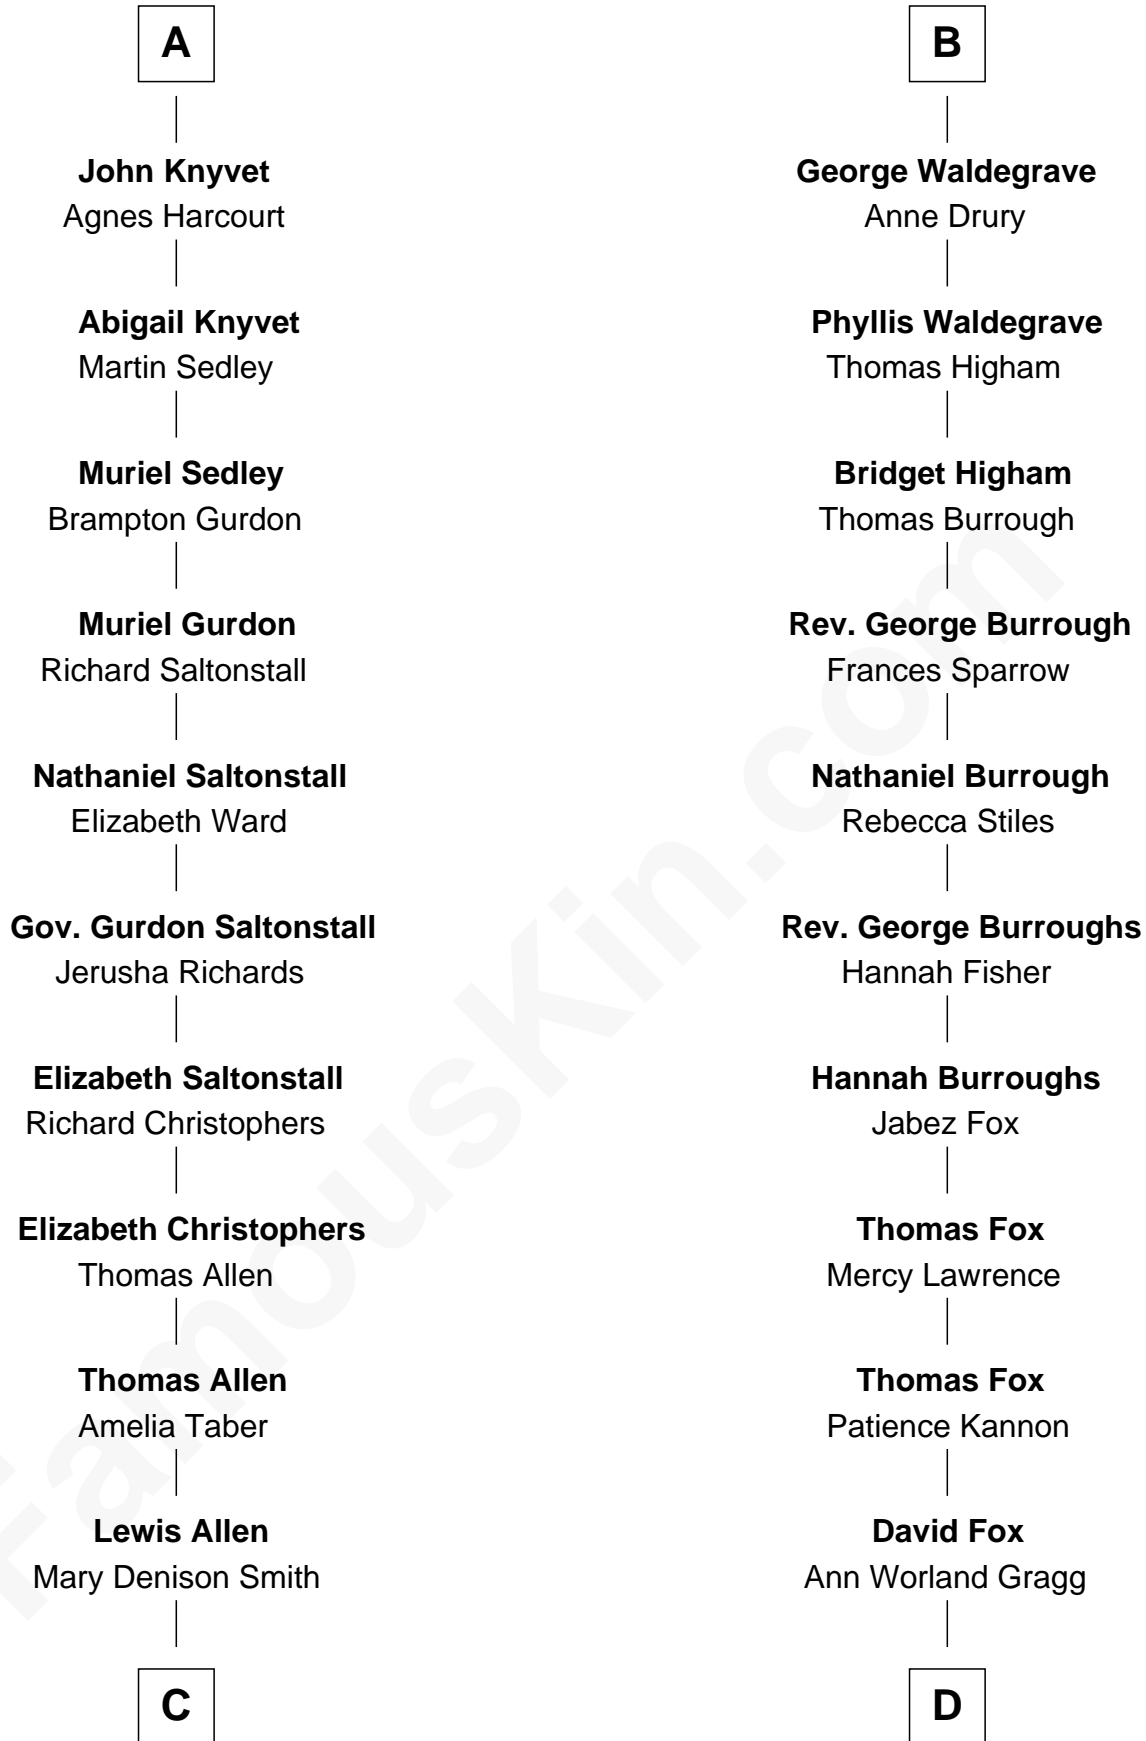 A
John Knyvet
Agnes Harcourt
Abigail Knyvet
Martin Sedley
Muriel Sedley
Brampton Gurdon
Muriel Gurdon
Richard Saltonstall
Nathaniel Saltonstall
Elizabeth Ward
Gov. Gurdon Saltonstall
Jerusha Richards
Elizabeth Saltonstall
Richard Christophers
Elizabeth Christophers
Thomas Allen
Thomas Allen
Amelia Taber
Lewis Allen
Mary Denison Smith
C
B
George Waldegrave
Anne Drury
Phyllis Waldegrave
Thomas Higham
Bridget Higham
Thomas Burrough
Rev. George Burrough
Frances Sparrow
Nathaniel Burrough
Rebecca Stiles
Rev. George Burroughs
Hannah Fisher
Hannah Burroughs
Jabez Fox
Thomas Fox
Mercy Lawrence
Thomas Fox
Patience Kannon
David Fox
Ann Worland Gragg
D
FamousKin.com